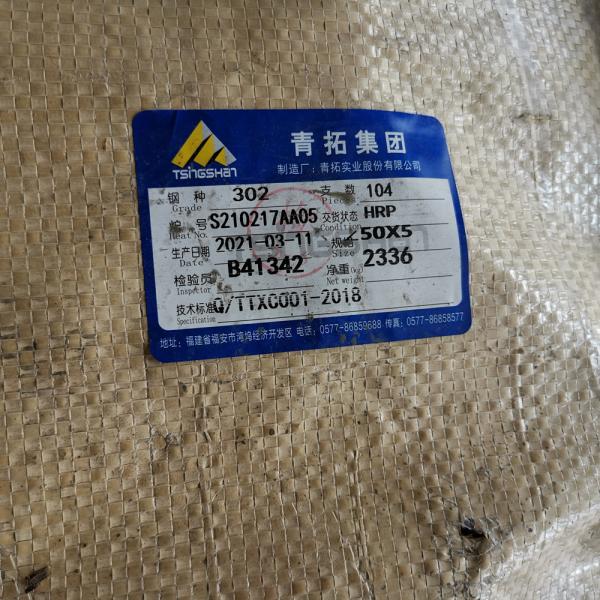 TSINGSHAN
青拓集团
制造厂：青拓实业股份有限公司
钢 种 302 支 数 104
Grade Pieces
炉 号 S210217AA05 交货状态 HRP
Heat No. Condition
生产日期 2021-03-11 规格 50X5
Date Size
检验员 B41342 净重(kg) 2336
Inspector
技术标准 Q/TTXC001-2018
Specification
地址：福建省福安市湾坞经济开发区 电话：0577-86859688 传真：0577-86858577